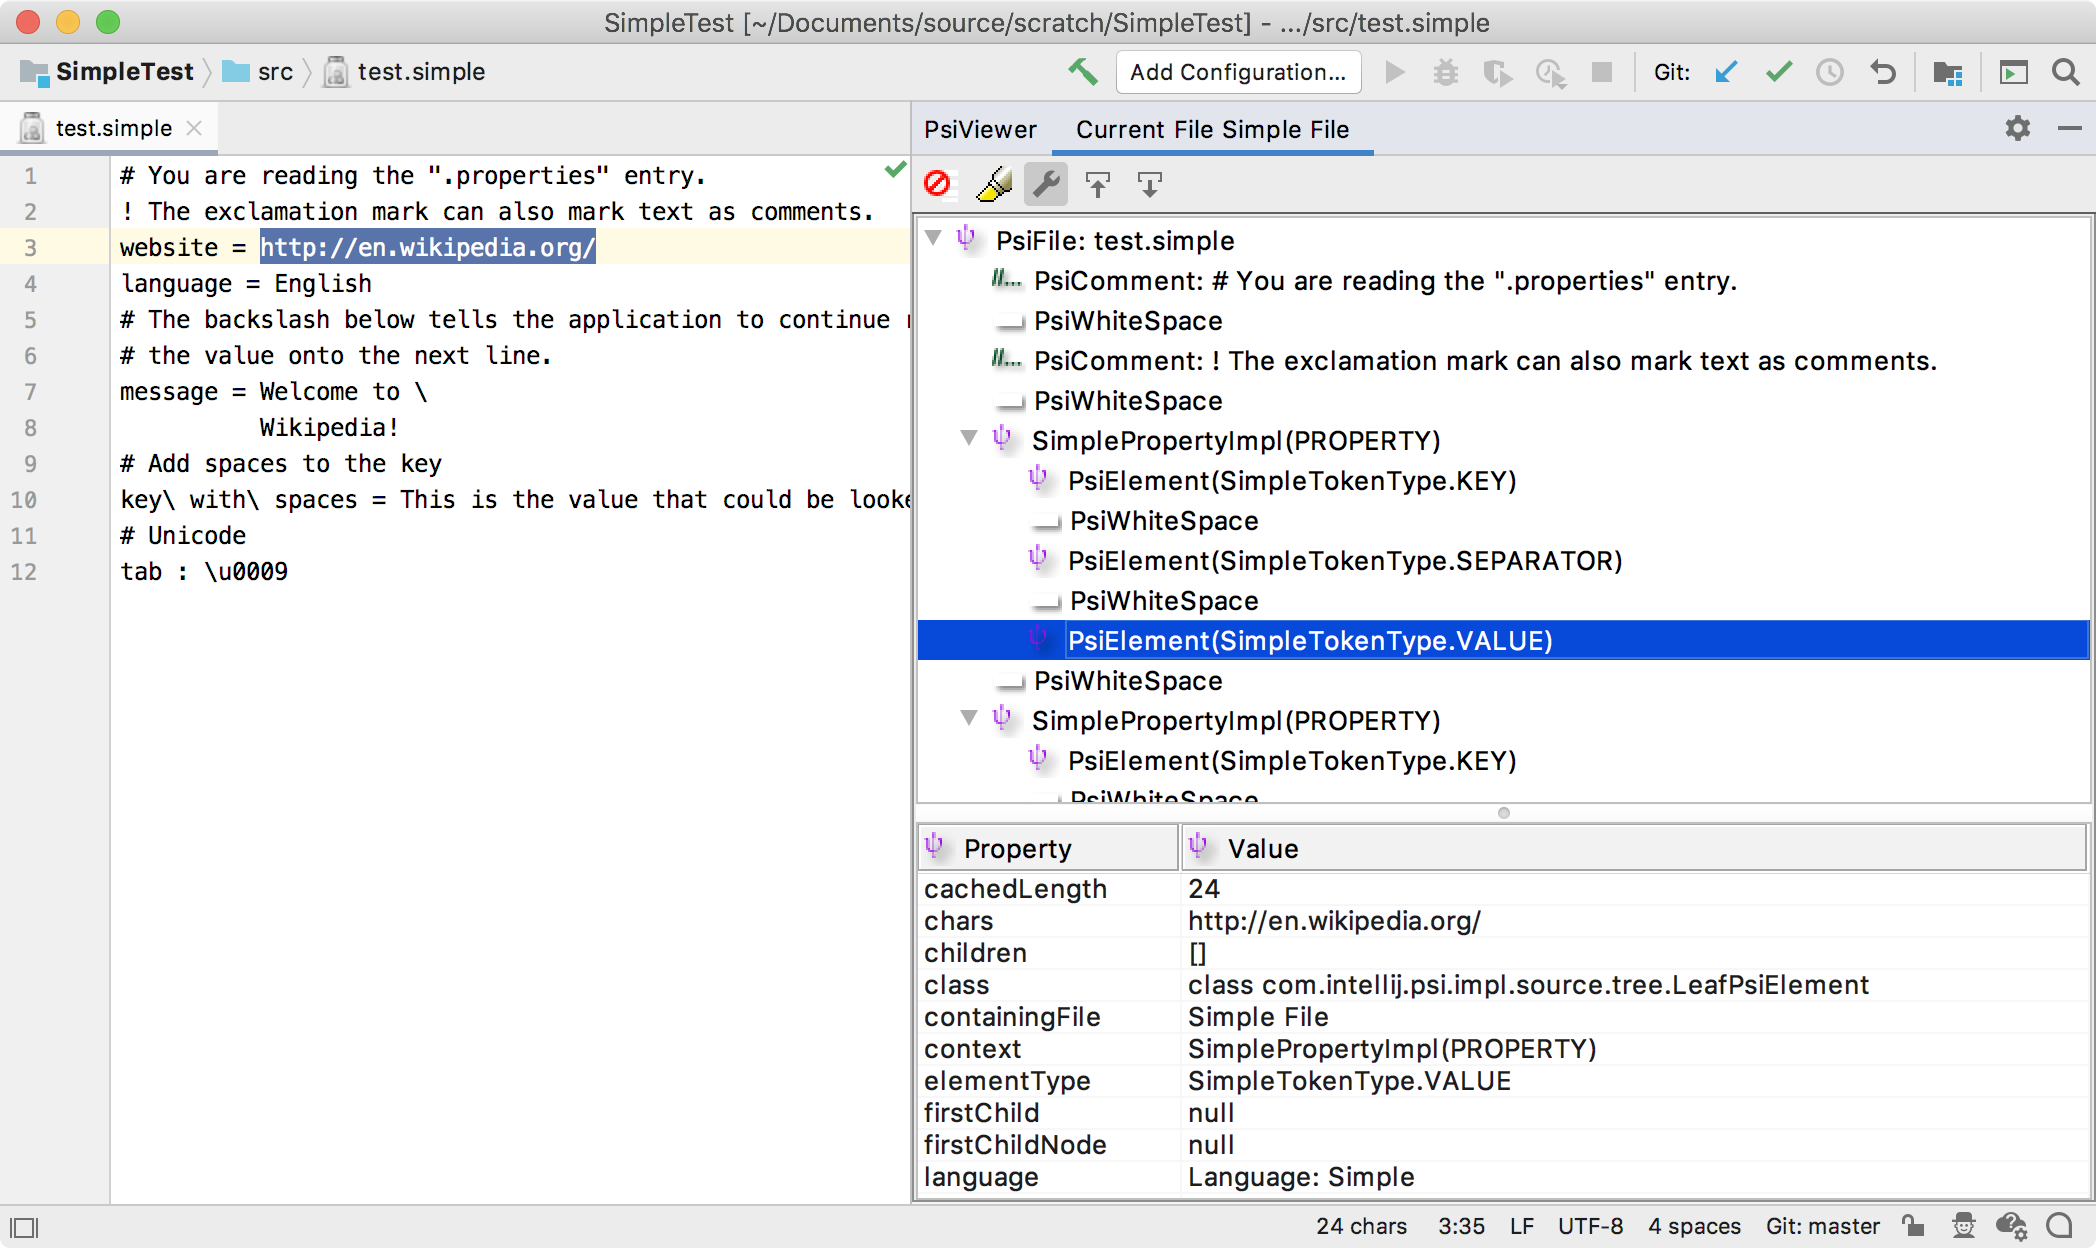 SimpleTest [~/Documents/source/scratch/SimpleTest] - .../src/test.simple
SimpleTest src test.simple
Add Configuration... Git:
test.simple
1 # You are reading the ".properties" entry.
2 ! The exclamation mark can also mark text as comments.
3 website = http://en.wikipedia.org/
4 language = English
5 # The backslash below tells the application to continue
6 # the value onto the next line.
7 message = Welcome to \
8 Wikipedia!
9 # Add spaces to the key
10 key\ with\ spaces = This is the value that could be looke
11 # Unicode
12 tab : \u0009
PsiViewer Current File Simple File
PsiFile: test.simple
PsiComment: # You are reading the ".properties" entry.
PsiWhiteSpace
PsiComment: ! The exclamation mark can also mark text as comments.
PsiWhiteSpace
SimplePropertyImpl(PROPERTY)
PsiElement(SimpleTokenType.KEY)
PsiWhiteSpace
PsiElement(SimpleTokenType.SEPARATOR)
PsiWhiteSpace
PsiElement(SimpleTokenType.VALUE)
PsiWhiteSpace
SimplePropertyImpl(PROPERTY)
PsiElement(SimpleTokenType.KEY)
PsiWhiteSpace
Property Value
cachedLength 24
chars http://en.wikipedia.org/
children []
class class com.intellij.psi.impl.source.tree.LeafPsiElement
containingFile Simple File
context SimplePropertyImpl(PROPERTY)
elementType SimpleTokenType.VALUE
firstChild null
firstChildNode null
language Language: Simple
24 chars 3:35 LF UTF-8 4 spaces Git: master